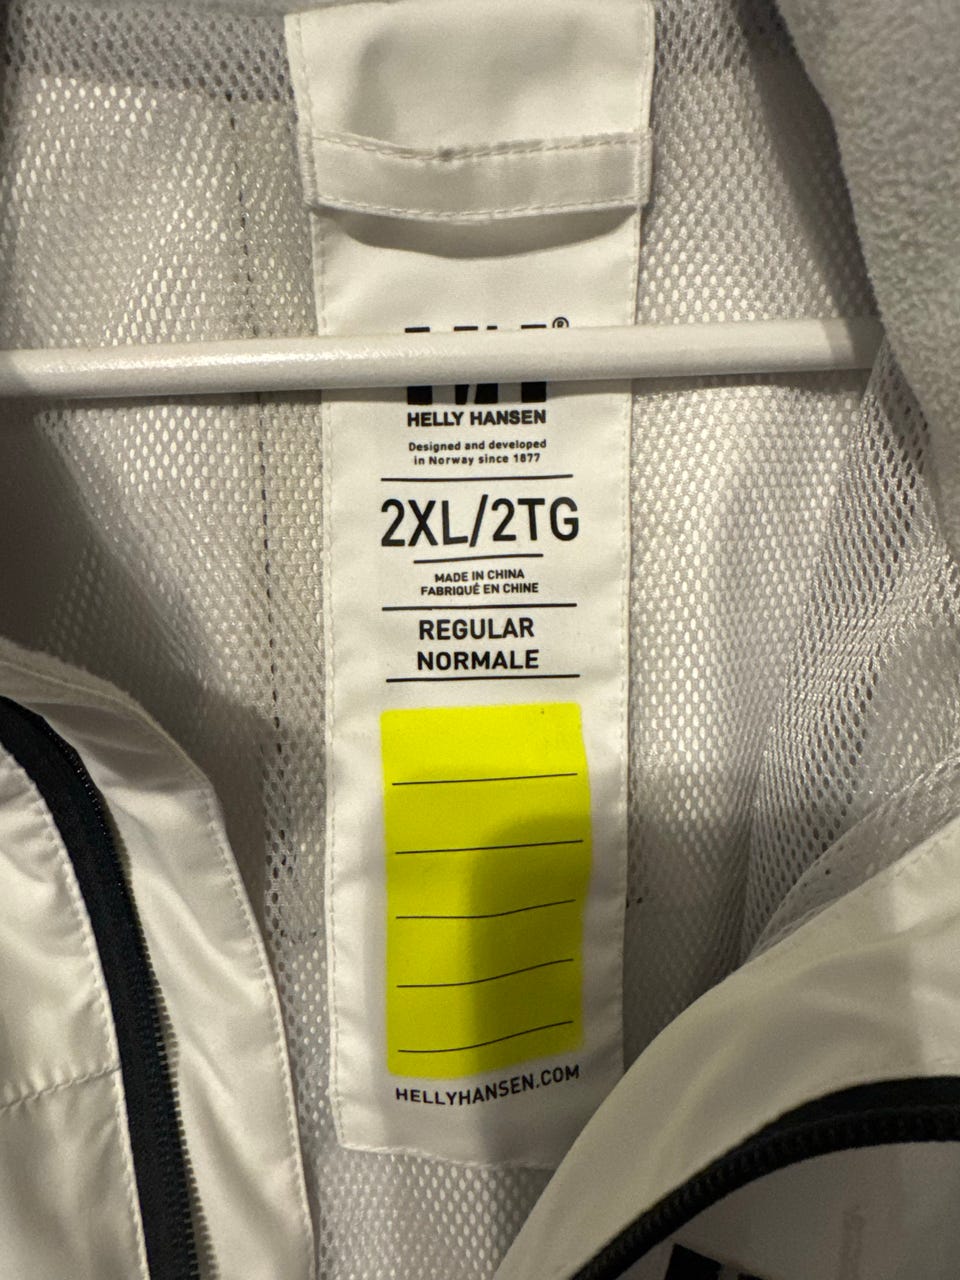 ®
HELLY HANSEN
Designed and developed
in Norway since 1877
2XL/2TG
MADE IN CHINA
FABRIQUÉ EN CHINE
REGULAR
NORMALE
HELLYHANSEN.COM